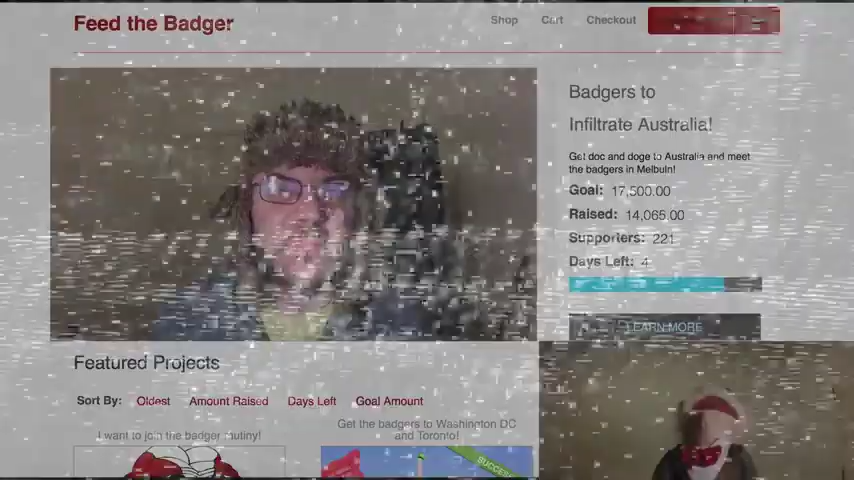 Feed the Badger
Shop Cart Checkout
Badgers to
Infiltrate Australia!
Get doc and doge to Australia and meet
the badgers in Melbuln!
Goal: 17,500.00
Raised: 14,065.00
Supporters: 221
Days Left: 4
LEARN MORE
Featured Projects
Sort By: Oldest Amount Raised Days Left Goal Amount
I want to join the badger mutiny!
Get the badgers to Washington DC
and Toronto!
SUCCESS